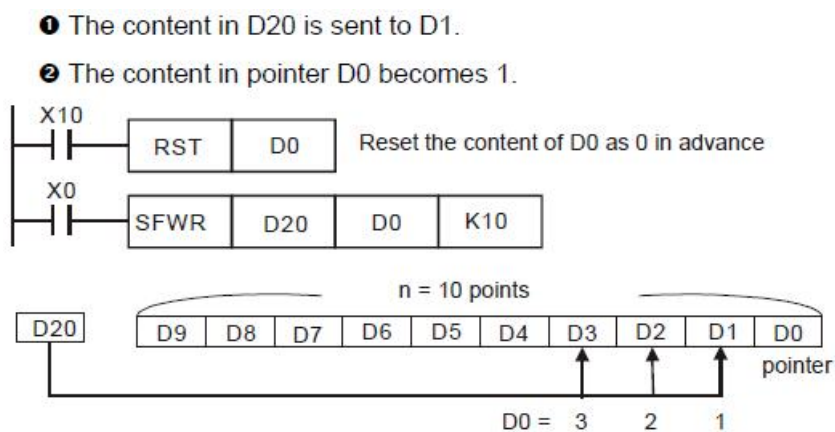 ❶ The content in D20 is sent to D1.
❷ The content in pointer D0 becomes 1.
X10
RST D0 Reset the content of D0 as 0 in advance
X0
SFWR D20 D0 K10
n = 10 points
D20 D9 D8 D7 D6 D5 D4 D3 D2 D1 D0
pointer
D0 = 3 2 1